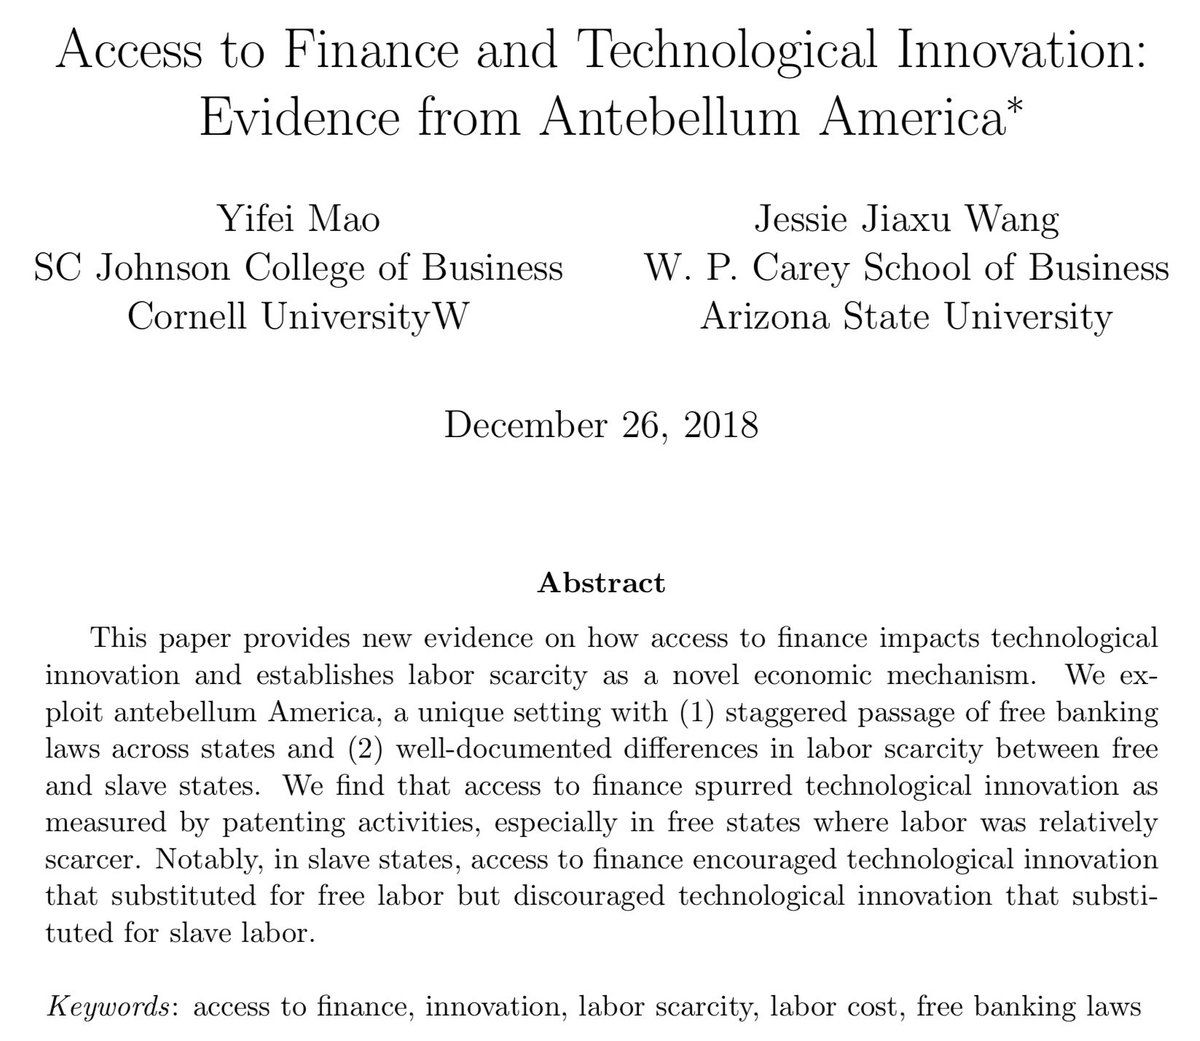 Access to Finance and Technological Innovation:
Evidence from Antebellum America*
Yifei Mao
SC Johnson College of Business
Cornell UniversityW
Jessie Jiaxu Wang
W. P. Carey School of Business
Arizona State University
December 26, 2018
Abstract
This paper provides new evidence on how access to finance impacts technological
innovation and establishes labor scarcity as a novel economic mechanism. We ex-
ploit antebellum America, a unique setting with (1) staggered passage of free banking
laws across states and (2) well-documented differences in labor scarcity between free
and slave states. We find that access to finance spurred technological innovation as
measured by patenting activities, especially in free states where labor was relatively
scarcer. Notably, in slave states, access to finance encouraged technological innovation
that substituted for free labor but discouraged technological innovation that substi-
tuted for slave labor.
Keywords: access to finance, innovation, labor scarcity, labor cost, free banking laws